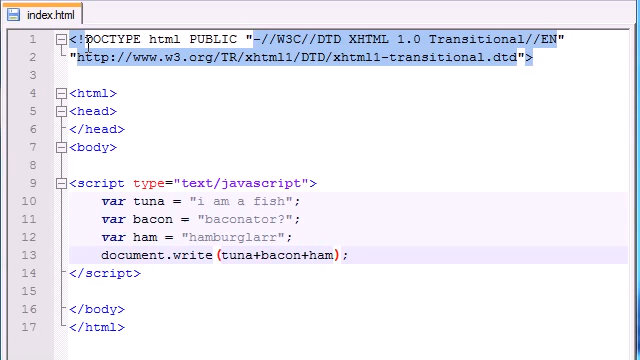 index.html
1 <!DOCTYPE html PUBLIC "-//W3C//DTD XHTML 1.0 Transitional//EN"
2 "http://www.w3.org/TR/xhtml1/DTD/xhtml1-transitional.dtd">
3
4 <html>
5 <head>
6 </head>
7 <body>
8
9 <script type="text/javascript">
10 var tuna = "i am a fish";
11 var bacon = "baconator?";
12 var ham = "hamburglarr";
13 document.write(tuna+bacon+ham);
14 </script>
15
16 </body>
17 </html>